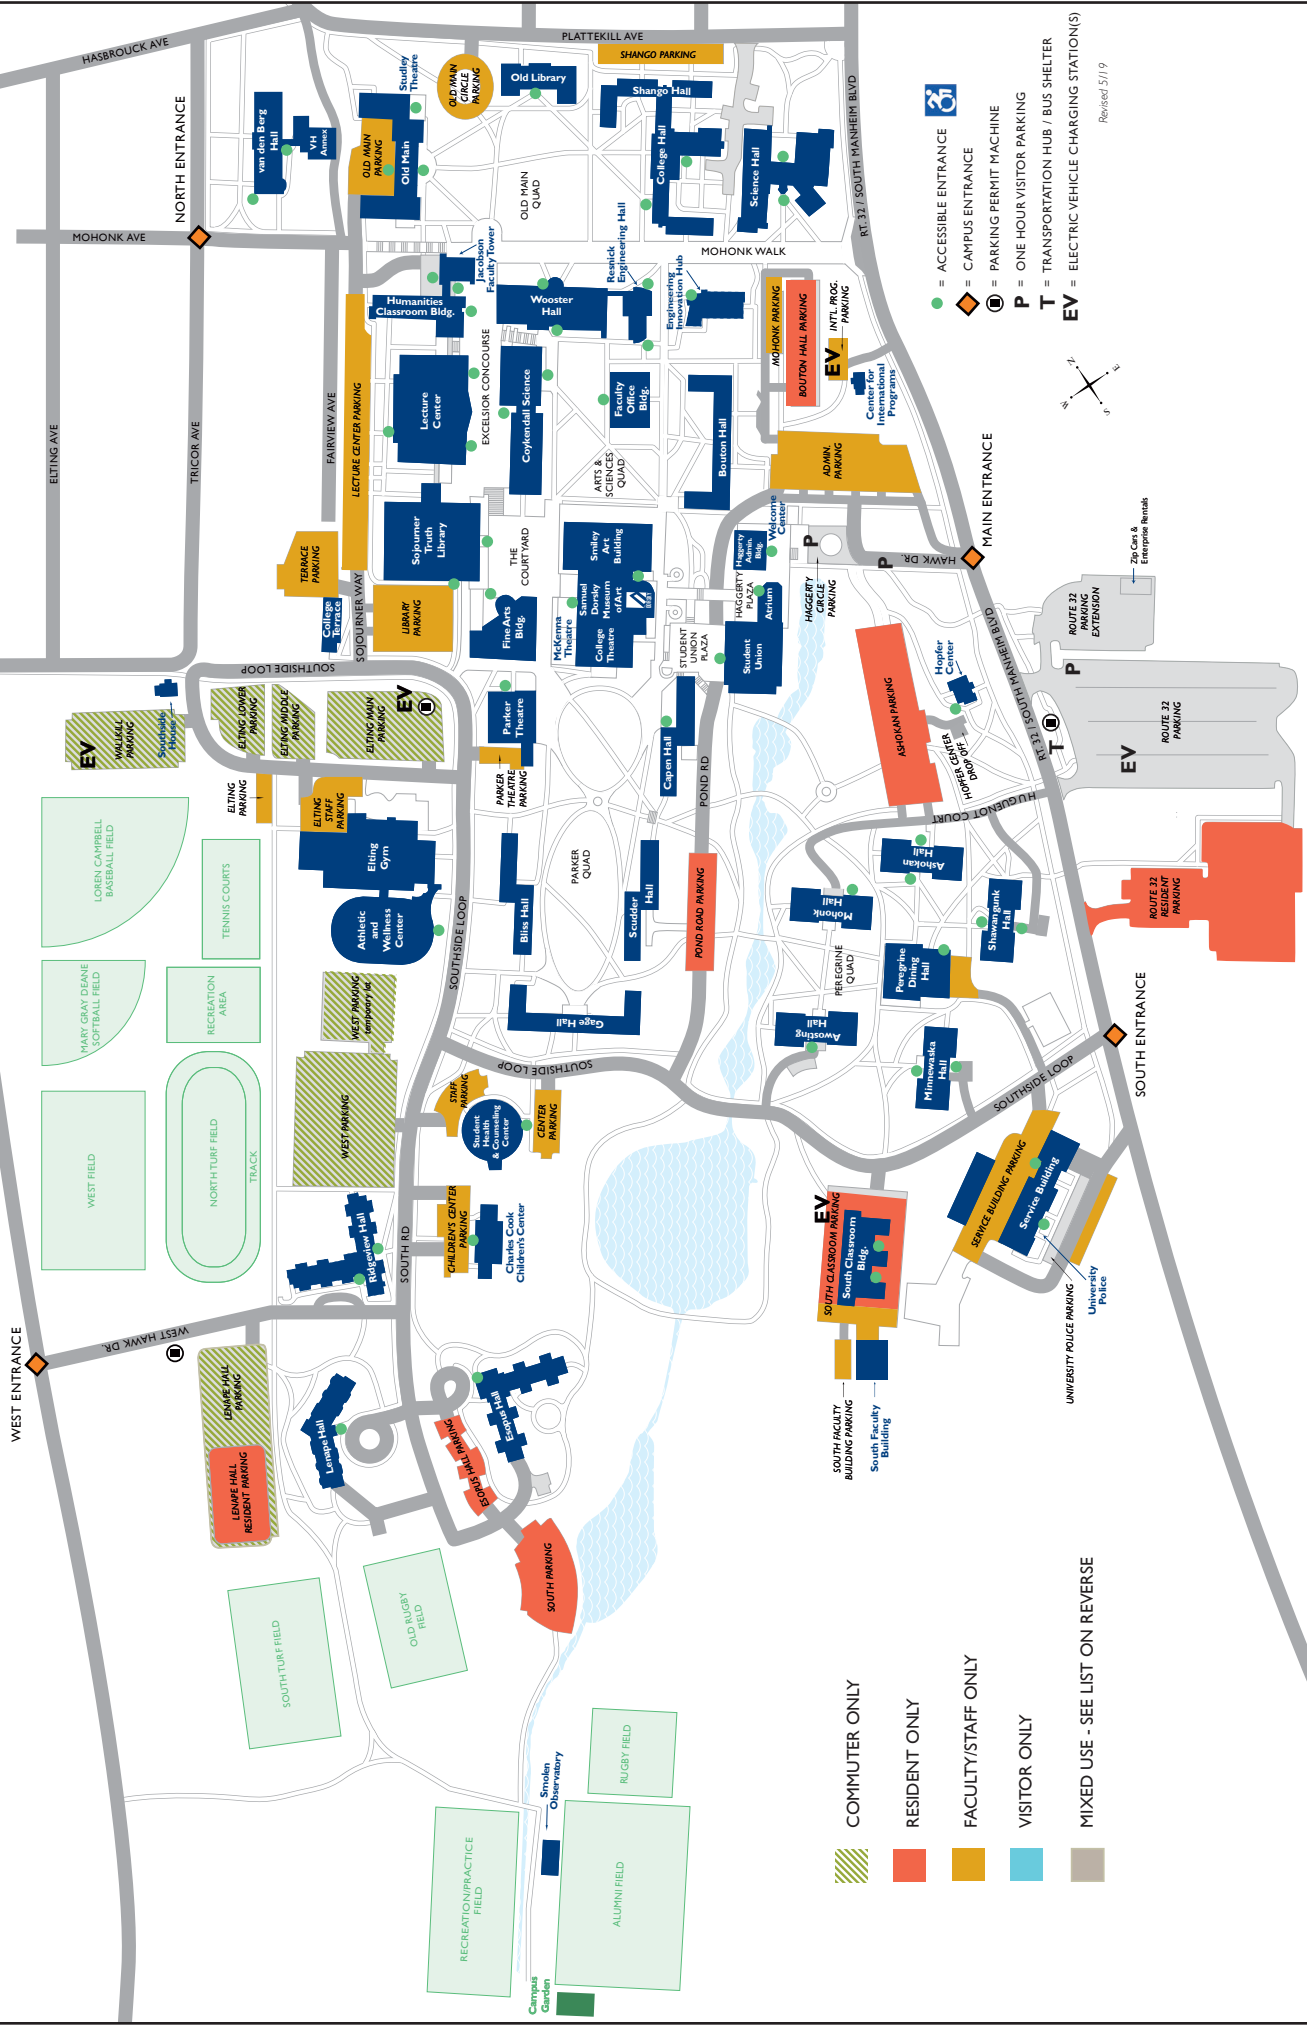 HASBROUCK AVE
PLATTEKILL AVE
SHANGO PARKING
NORTH ENTRANCE
van den Berg
Hall
VH
Annex
Studley
Theatre
OLD MAIN
CIRCLE
PARKING
Old Library
Shango Hall
OLD MAIN
PARKING
Old Main
OLD MAIN
QUAD
College Hall
Science Hall
RT. 32 / SOUTH MANHEIM BLVD
MOHONK AVE
MOHONK WALK
Jacobson
Faculty Tower
Resnick
Engineering Hall
Engineering
Innovation Hub
Humanities
Classroom Bldg.
Wooster
Hall
MOHONK PARKING
BOUTON HALL PARKING
EV
INT'L. PROG.
PARKING
Center for
International
Programs
ELTING AVE
TRICOR AVE
FAIRVIEW AVE
LECTURE CENTER PARKING
Lecture
Center
EXCELSIOR CONCOURSE
Coykendall Science
Faculty
Office
Bldg.
ARTS &
SCIENCES
QUAD
Bouton Hall
ADMIN.
PARKING
MAIN ENTRANCE
HAWK DR.
P
P
TERRACE
PARKING
College
Terrace
SOJOURNER WAY
LIBRARY
PARKING
Sojourner
Truth
Library
THE
COURTYARD
Fine Arts
Bldg.
McKenna
Theatre
Smiley
Art
Building
Samuel
Dorsky
Museum
of Art
College
Theatre
STUDENT
UNION
PLAZA
Haggerty
Admin.
Bldg.
Welcome
Center
HAGGERTY
PLAZA
Atrium
Student
Union
HAGGERTY
CIRCLE
PARKING
ROUTE 32
PARKING
EXTENSION
Zip Cars &
Enterprise Rentals
SOUTHSIDE LOOP
Southside
House
EV
WALLKILL
PARKING
ELTING LOWER
PARKING
ELTING MIDDLE
PARKING
ELTING MAIN
PARKING
EV
Parker
Theatre
PARKER
THEATRE
PARKING
Capen Hall
POND RD
ASHOKAN PARKING
Hopfer
Center
HOPFER CENTER
DROP OFF
RT. 32 / SOUTH MANHEIM BLVD
T
P
EV
ROUTE 32
PARKING
HUGUENOT COURT
ELTING
PARKING
ELTING
STAFF
PARKING
LOREN CAMPBELL
BASEBALL FIELD
TENNIS COURTS
Elting
Gym
Athletic
and
Wellness
Center
SOUTHSIDE LOOP
Bliss Hall
PARKER
QUAD
Scudder
Hall
POND ROAD PARKING
Ashokan
Hall
Mohonk
Hall
Shawangunk
Hall
ROUTE 32
RESIDENT
PARKING
MARY GRAY DEANE
SOFTBALL FIELD
RECREATION
AREA
WEST PARKING
temporary lot
Gage Hall
PEREGRINE
QUAD
Peregrine
Dining
Hall
Awosting
Hall
Minnewaska
Hall
SOUTH ENTRANCE
SOUTHSIDE LOOP
SOUTHSIDE LOOP
WEST FIELD
NORTH TURF FIELD
TRACK
WEST PARKING
STAFF
PARKING
Student
Health
& Counseling
Center
CENTER
PARKING
SERVICE BUILDING PARKING
Service Building
University
Police
UNIVERSITY POLICE PARKING
Ridgeview Hall
SOUTH RD
CHILDREN'S CENTER
PARKING
Charles Cook
Children's Center
EV
SOUTH CLASSROOM PARKING
South Classroom
Bldg.
SOUTH FACULTY
BUILDING PARKING
South Faculty
Building
WEST ENTRANCE
WEST HAWK DR.
LENAPE HALL
PARKING
LENAPE HALL
RESIDENT PARKING
Lenape Hall
Esopus Hall
ESOPUS HALL PARKING
SOUTH PARKING
SOUTH TURF FIELD
OLD RUGBY
FIELD
RUGBY FIELD
Smolen
Observatory
RECREATION/PRACTICE
FIELD
ALUMNI FIELD
Campus
Garden
= ACCESSIBLE ENTRANCE
= CAMPUS ENTRANCE
= PARKING PERMIT MACHINE
P = ONE HOUR VISITOR PARKING
T = TRANSPORTATION HUB / BUS SHELTER
EV = ELECTRIC VEHICLE CHARGING STATION(S)
Revised 5/19
N
E
S
W
COMMUTER ONLY
RESIDENT ONLY
FACULTY/STAFF ONLY
VISITOR ONLY
MIXED USE - SEE LIST ON REVERSE